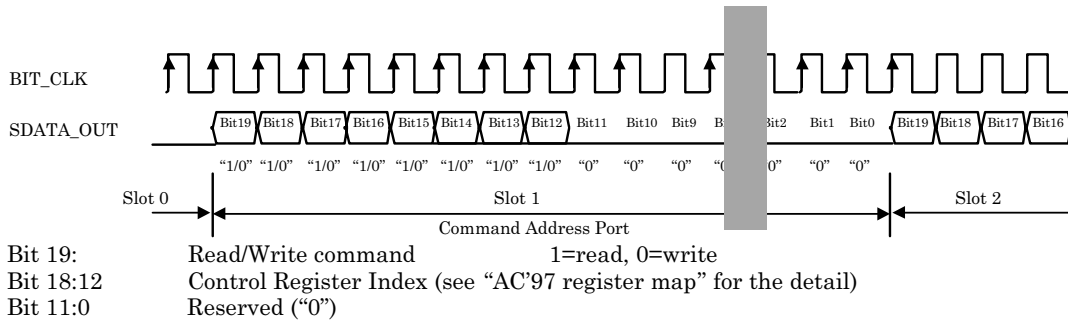 BIT_CLK
SDATA_OUT
Bit19 Bit18 Bit17 Bit16 Bit15 Bit14 Bit13 Bit12 Bit11 Bit10 Bit9 Bit1 Bit0 Bit19 Bit18 Bit17 Bit16
“1/0” “1/0” “1/0” “1/0” “1/0” “1/0” “1/0” “1/0” “0” “0” “0” “0” “0”
Slot 0 Slot 1 Slot 2
Command Address Port
Bit 19: Read/Write command 1=read, 0=write
Bit 18:12 Control Register Index (see “AC’97 register map” for the detail)
Bit 11:0 Reserved (“0”)